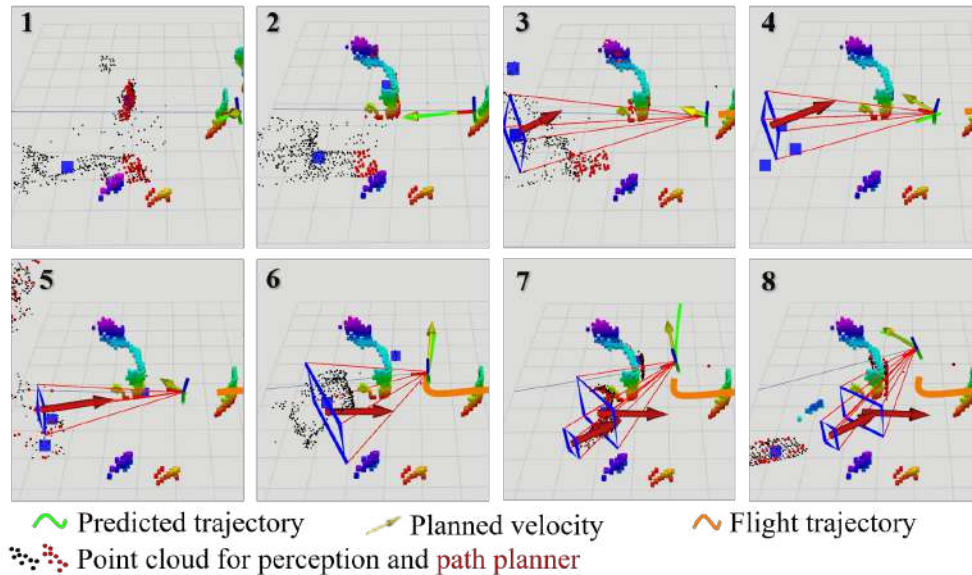 1
2
3
4
5
6
7
8
Predicted trajectory
Planned velocity
Flight trajectory
Point cloud for perception and path planner